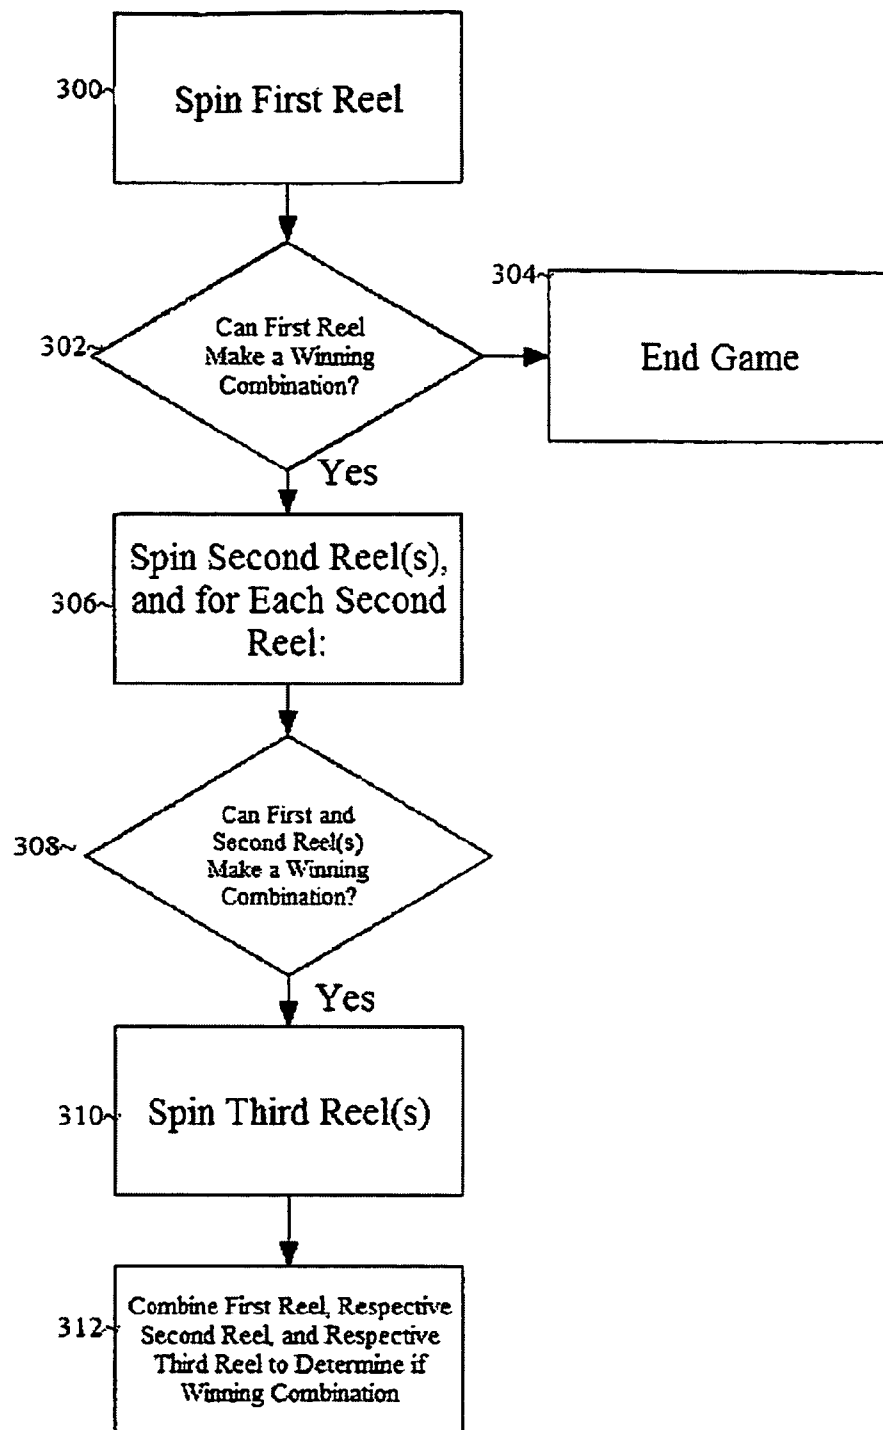 300~
Spin First Reel
302~
Can First Reel
Make a Winning
Combination?
304~
End Game
Yes
306~
Spin Second Reel(s),
and for Each Second
Reel:
308~
Can First and
Second Reel(s)
Make a Winning
Combination?
Yes
310~
Spin Third Reel(s)
312~
Combine First Reel, Respective
Second Reel, and Respective
Third Reel to Determine if
Winning Combination